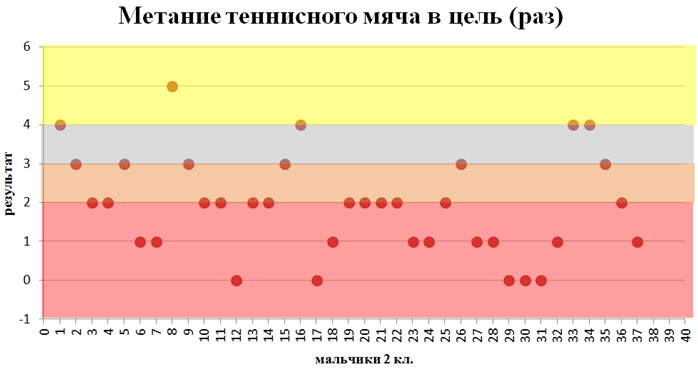 Метание теннисного мяча в цель (раз)
6
5
4
3
2
1
0
-1
результат
0 1 2 3 4 5 6 7 8 9 10 11 12 13 14 15 16 17 18 19 20 21 22 23 24 25 26 27 28 29 30 31 32 33 34 35 36 37 38 39 40
мальчики 2 кл.